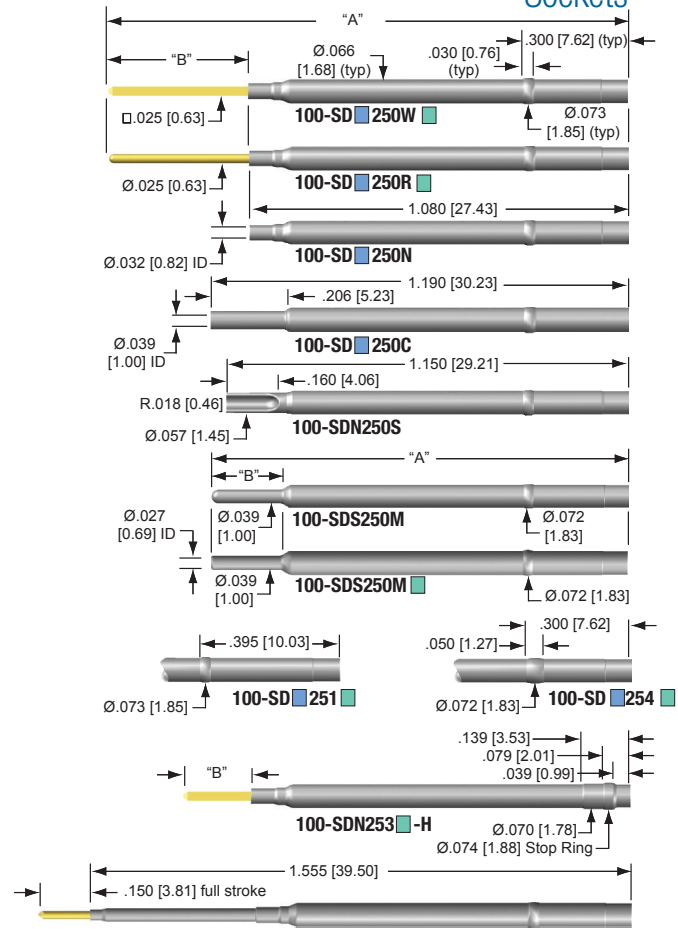 Sockets
"A"
"B"
Ø.066
[1.68] (typ)
.030 [0.76]
(typ)
.300 [7.62] (typ)
□.025 [0.63]
100-SD 250W
Ø.073
[1.85] (typ)
Ø.025 [0.63]
100-SD 250R
1.080 [27.43]
Ø.032 [0.82] ID
100-SD 250N
1.190 [30.23]
.206 [5.23]
Ø.039
[1.00] ID
100-SD 250C
1.150 [29.21]
.160 [4.06]
R.018 [0.46]
Ø.057 [1.45]
100-SDN250S
"A"
"B"
Ø.027
[0.69] ID
Ø.039
[1.00]
100-SDS250M
Ø.072
[1.83]
Ø.039
[1.00]
100-SDS250M
Ø.072 [1.83]
.395 [10.03]
Ø.073 [1.85]
100-SD 251
.300 [7.62]
.050 [1.27]
Ø.072 [1.83]
100-SD 254
.139 [3.53]
.079 [2.01]
.039 [0.99]
"B"
100-SDN253 -H
Ø.070 [1.78]
Ø.074 [1.88] Stop Ring
1.555 [39.50]
.150 [3.81] full stroke